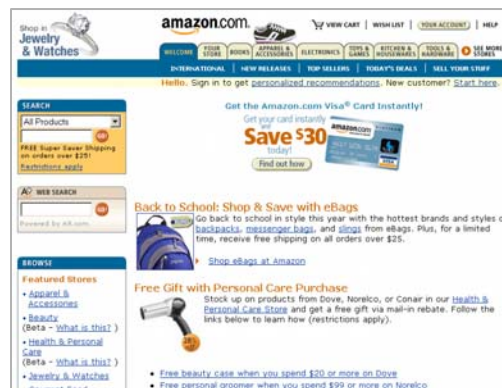 Shop in
Jewelry
& Watches
amazon.com.
VIEW CART | WISH LIST | YOUR ACCOUNT | HELP
WELCOME
YOUR STORE
BOOKS
APPAREL & ACCESSORIES
ELECTRONICS
TOYS & GAMES
KITCHEN & HOUSEWARES
TOOLS & HARDWARE
SEE MORE STORES
INTERNATIONAL | NEW RELEASES | TOP SELLERS | TODAY'S DEALS | SELL YOUR STUFF
Hello. Sign in to get personalized recommendations. New customer? Start here.
SEARCH
All Products
GO!
FREE Super Saver Shipping
on orders over $25!
Restrictions apply
A9 WEB SEARCH
GO!
Powered by A9.com
BROWSE
Featured Stores
• Apparel &
Accessories
• Beauty
(Beta - What is this? )
• Health & Personal
Care
(Beta - What is this? )
• Jewelry & Watches
Get the Amazon.com Visa® Card Instantly!
Get your card instantly
and
Save $30
today!
Find out how
amazon.com
VISA
Back to School: Shop & Save with eBags
Go back to school in style this year with the hottest brands and styles o
backpacks, messenger bags, and slings from eBags. Plus, for a limited
time, receive free shipping on all orders over $25.
Shop eBags at Amazon
Free Gift with Personal Care Purchase
Stock up on products from Dove, Norelco, or Conair in our Health &
Personal Care Store and get a free gift via mail-in rebate. Follow the
links below to learn how (restrictions apply).
• Free beauty case when you spend $20 or more on Dove
• Free personal groomer when you spend $99 or more on Norelco